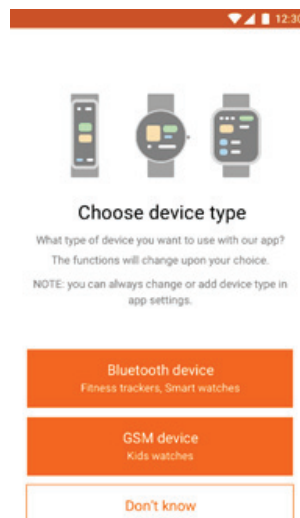 12:30
Choose device type
What type of device you want to use with our app?
The functions will change upon your choice.
NOTE: you can always change or add device type in
app settings.
Bluetooth device
Fitness trackers, Smart watches
GSM device
Kids watches
Don't know